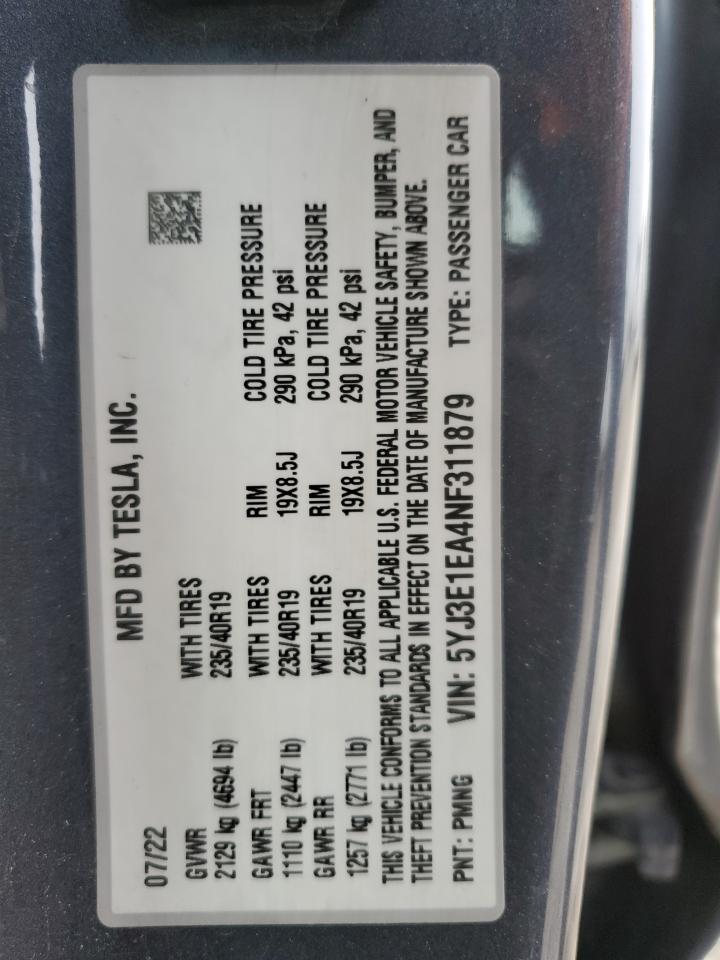 MFD BY TESLA, INC.
07/22
GVWR WITH TIRES
2129 kg (4694 lb) 235/40R19
GAWR FRT WITH TIRES RIM COLD TIRE PRESSURE
1110 kg (2447 lb) 235/40R19 19X8.5J 290 kPa, 42 psi
GAWR RR WITH TIRES RIM COLD TIRE PRESSURE
1257 kg (2771 lb) 235/40R19 19X8.5J 290 kPa, 42 psi
THIS VEHICLE CONFORMS TO ALL APPLICABLE U.S. FEDERAL MOTOR VEHICLE SAFETY, BUMPER, AND
THEFT PREVENTION STANDARDS IN EFFECT ON THE DATE OF MANUFACTURE SHOWN ABOVE.
PNT: PMNG VIN: 5YJ3E1EA4NF311879 TYPE: PASSENGER CAR